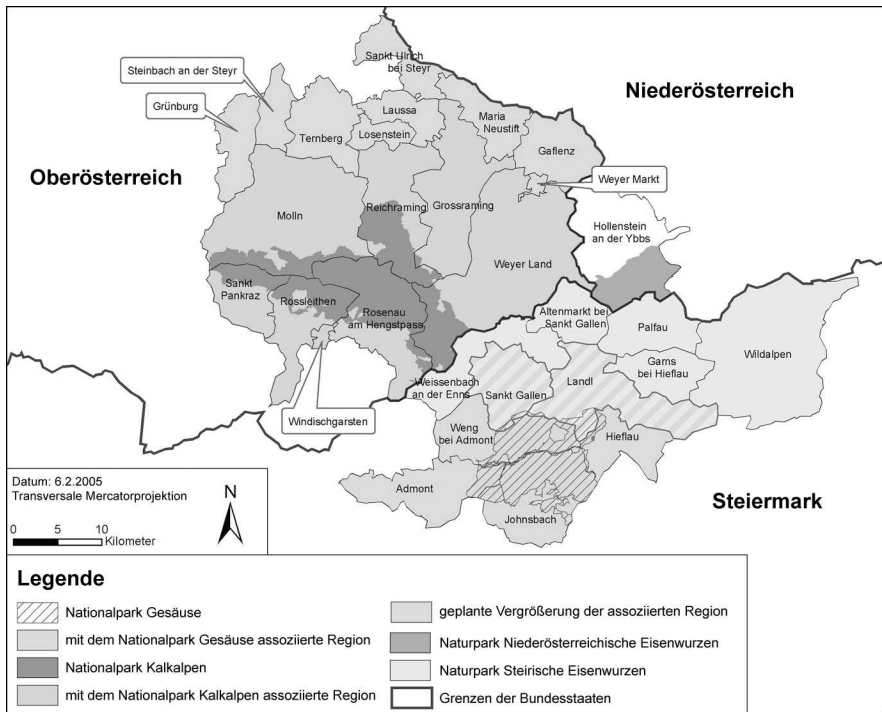 Sankt Ulrich
bei Steyr
Steinbach an der Steyr
Niederösterreich
Grünburg
Laussa
Maria
Neustift
Ternberg
Losenstein
Gaflenz
Oberösterreich
Weyer Markt
Reichraming
Grossraming
Molln
Hollenstein
an der Ybbs
Weyer Land
Sankt
Pankraz
Rossleithen
Rosenau
am Hengstpass
Altenmarkt bei
Sankt Gallen
Palfau
Wildalpen
Gams
bei Hieflau
Weissenbach
an der Enns
Sankt Gallen
Landl
Windischgarsten
Weng
bei Admont
Hieflau
Admont
Johnsbach
Steiermark
Datum: 6.2.2005
Transversale Mercatorprojektion
N
0 5 10
Kilometer
Legende
Nationalpark Gesäuse
mit dem Nationalpark Gesäuse assoziierte Region
Nationalpark Kalkalpen
mit dem Nationalpark Kalkalpen assoziierte Region
geplante Vergrößerung der assoziierten Region
Naturpark Niederösterreichische Eisenwurzen
Naturpark Steirische Eisenwurzen
Grenzen der Bundesstaaten